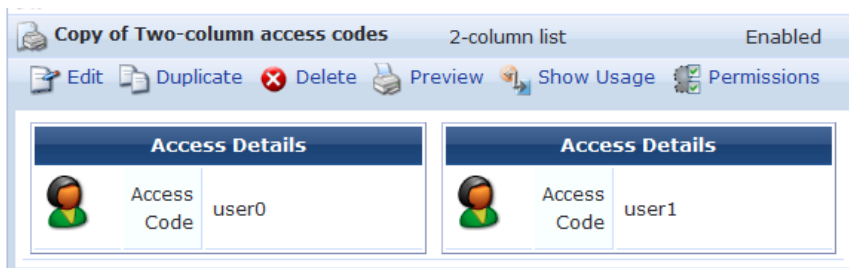 Copy of Two-column access codes 2-column list Enabled
Edit Duplicate Delete Preview Show Usage Permissions
Access Details Access Details
Access Code user0 Access Code user1